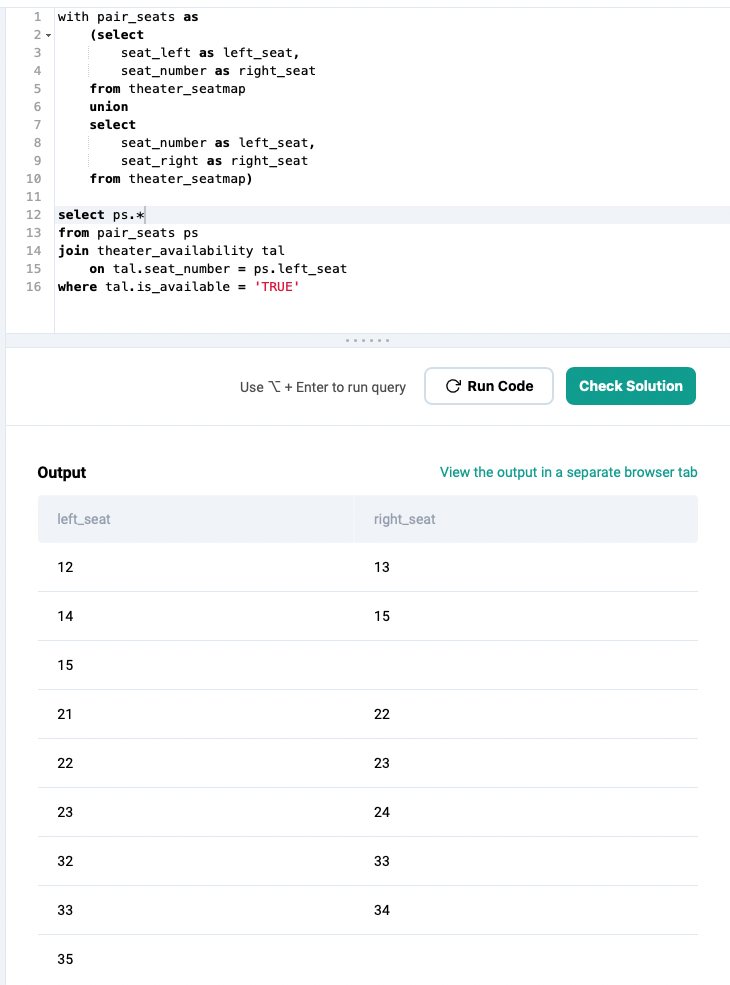 1 with pair_seats as
2 (select
3 seat_left as left_seat,
4 seat_number as right_seat
5 from theater_seatmap
6 union
7 select
8 seat_number as left_seat,
9 seat_right as right_seat
10 from theater_seatmap)
11
12 select ps.*
13 from pair_seats ps
14 join theater_availability tal
15 on tal.seat_number = ps.left_seat
16 where tal.is_available = 'TRUE'
Use ⌥ + Enter to run query Run Code Check Solution
Output View the output in a separate browser tab
left_seat right_seat
12 13
14 15
15
21 22
22 23
23 24
32 33
33 34
35